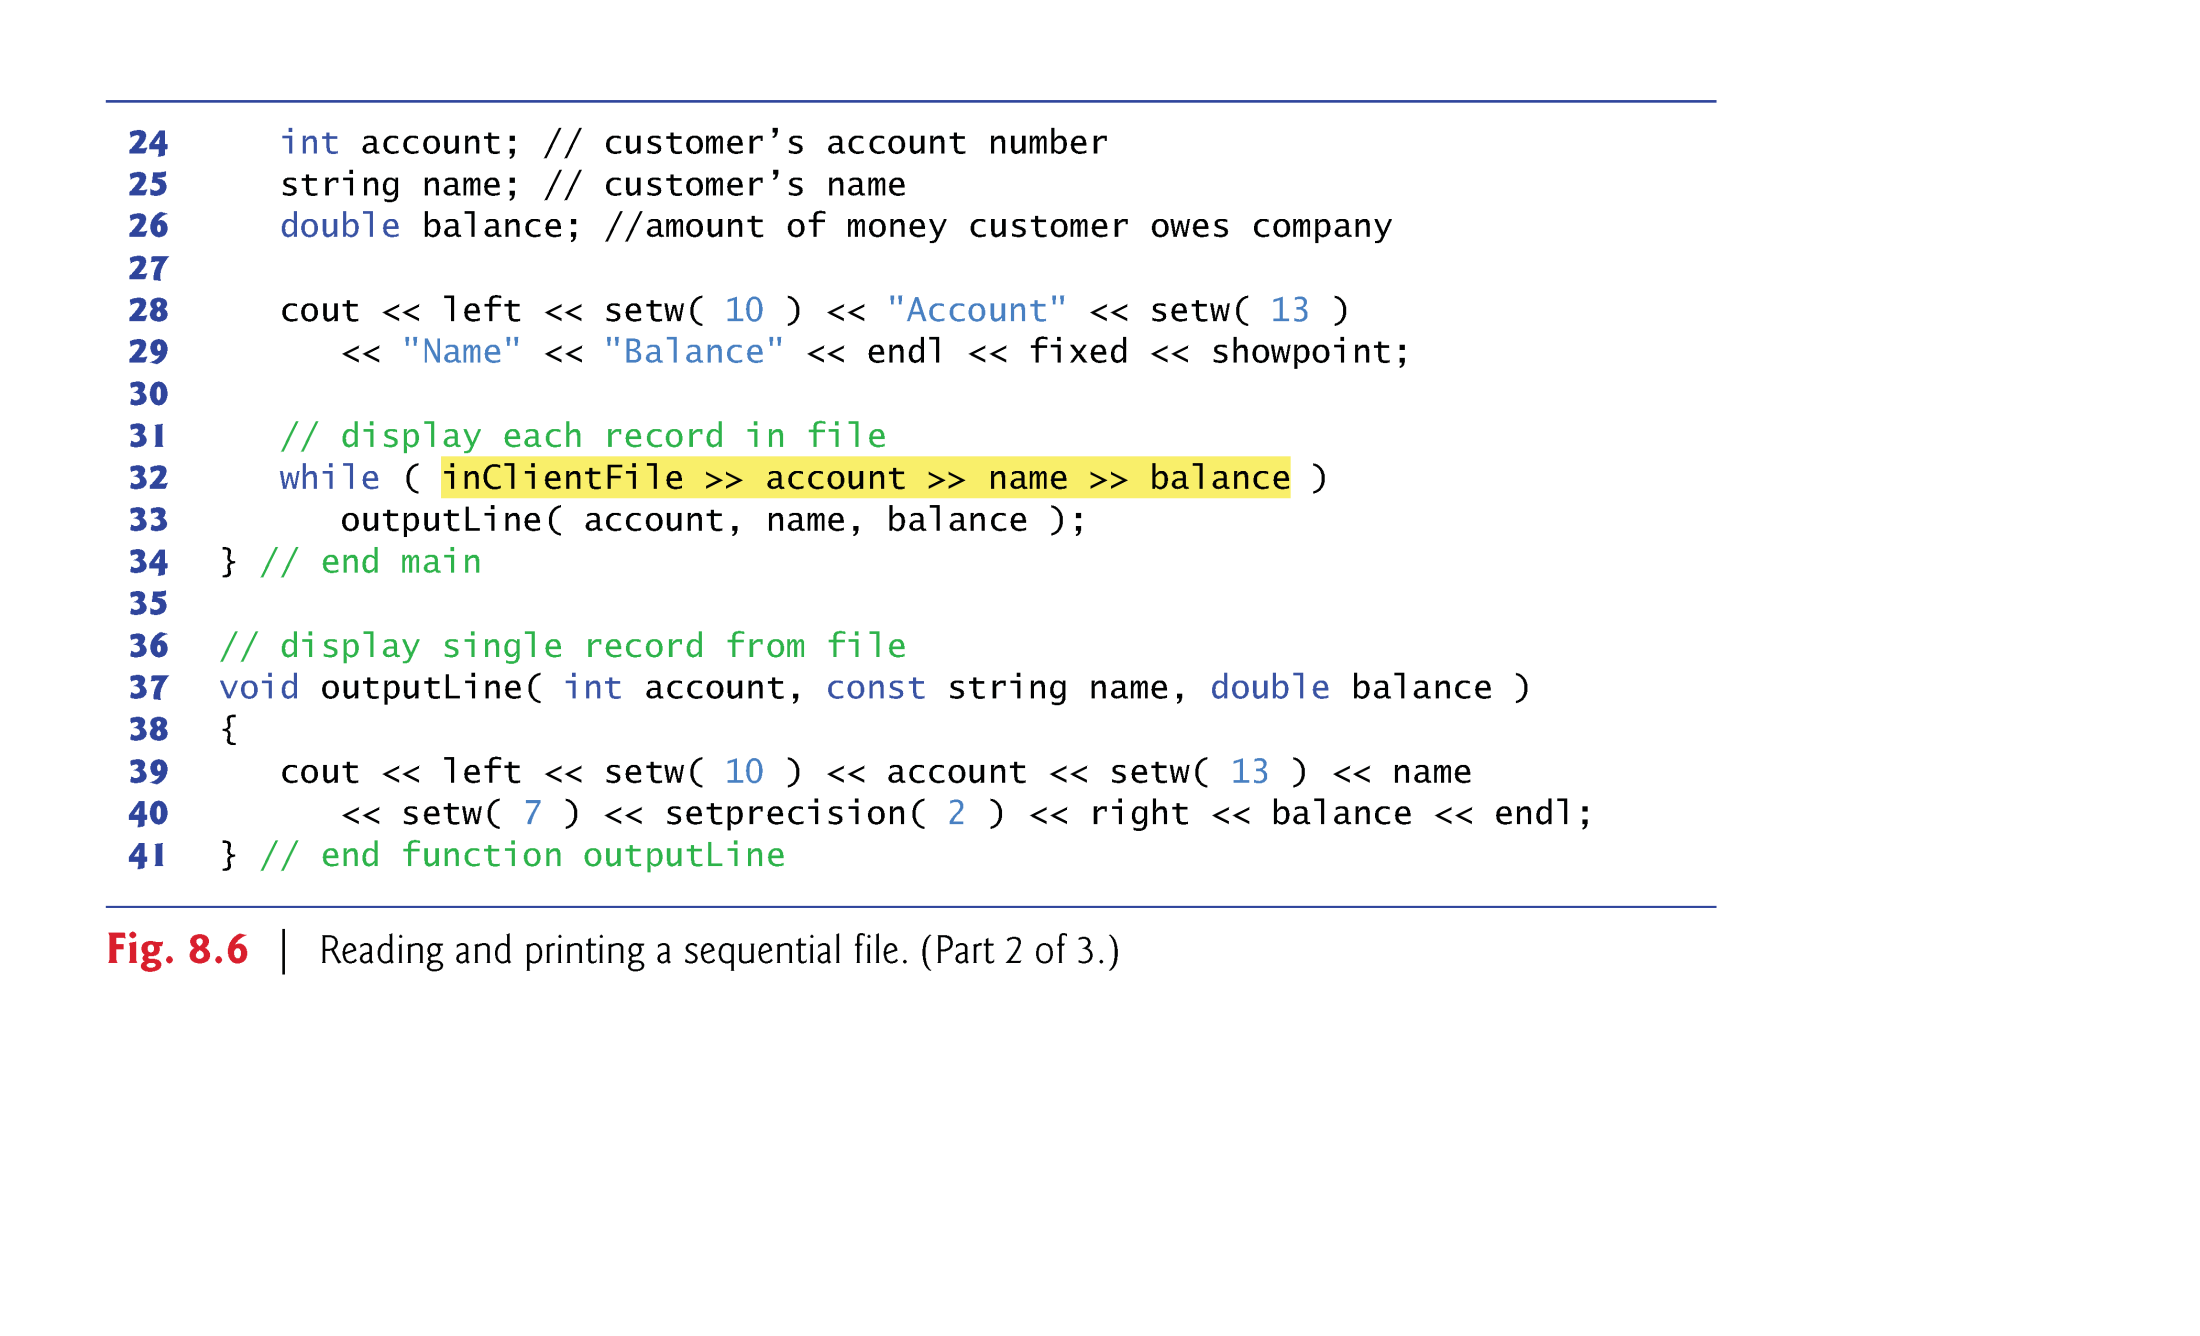 24 int account; // customer’s account number
25 string name; // customer’s name
26 double balance; //amount of money customer owes company
27
28 cout << left << setw( 10 ) << "Account" << setw( 13 )
29 << "Name" << "Balance" << endl << fixed << showpoint;
30
31 // display each record in file
32 while ( inClientFile >> account >> name >> balance )
33 outputLine( account, name, balance );
34 } // end main
35
36 // display single record from file
37 void outputLine( int account, const string name, double balance )
38 {
39 cout << left << setw( 10 ) << account << setw( 13 ) << name
40 << setw( 7 ) << setprecision( 2 ) << right << balance << endl;
41 } // end function outputLine
Fig. 8.6 | Reading and printing a sequential file. (Part 2 of 3.)